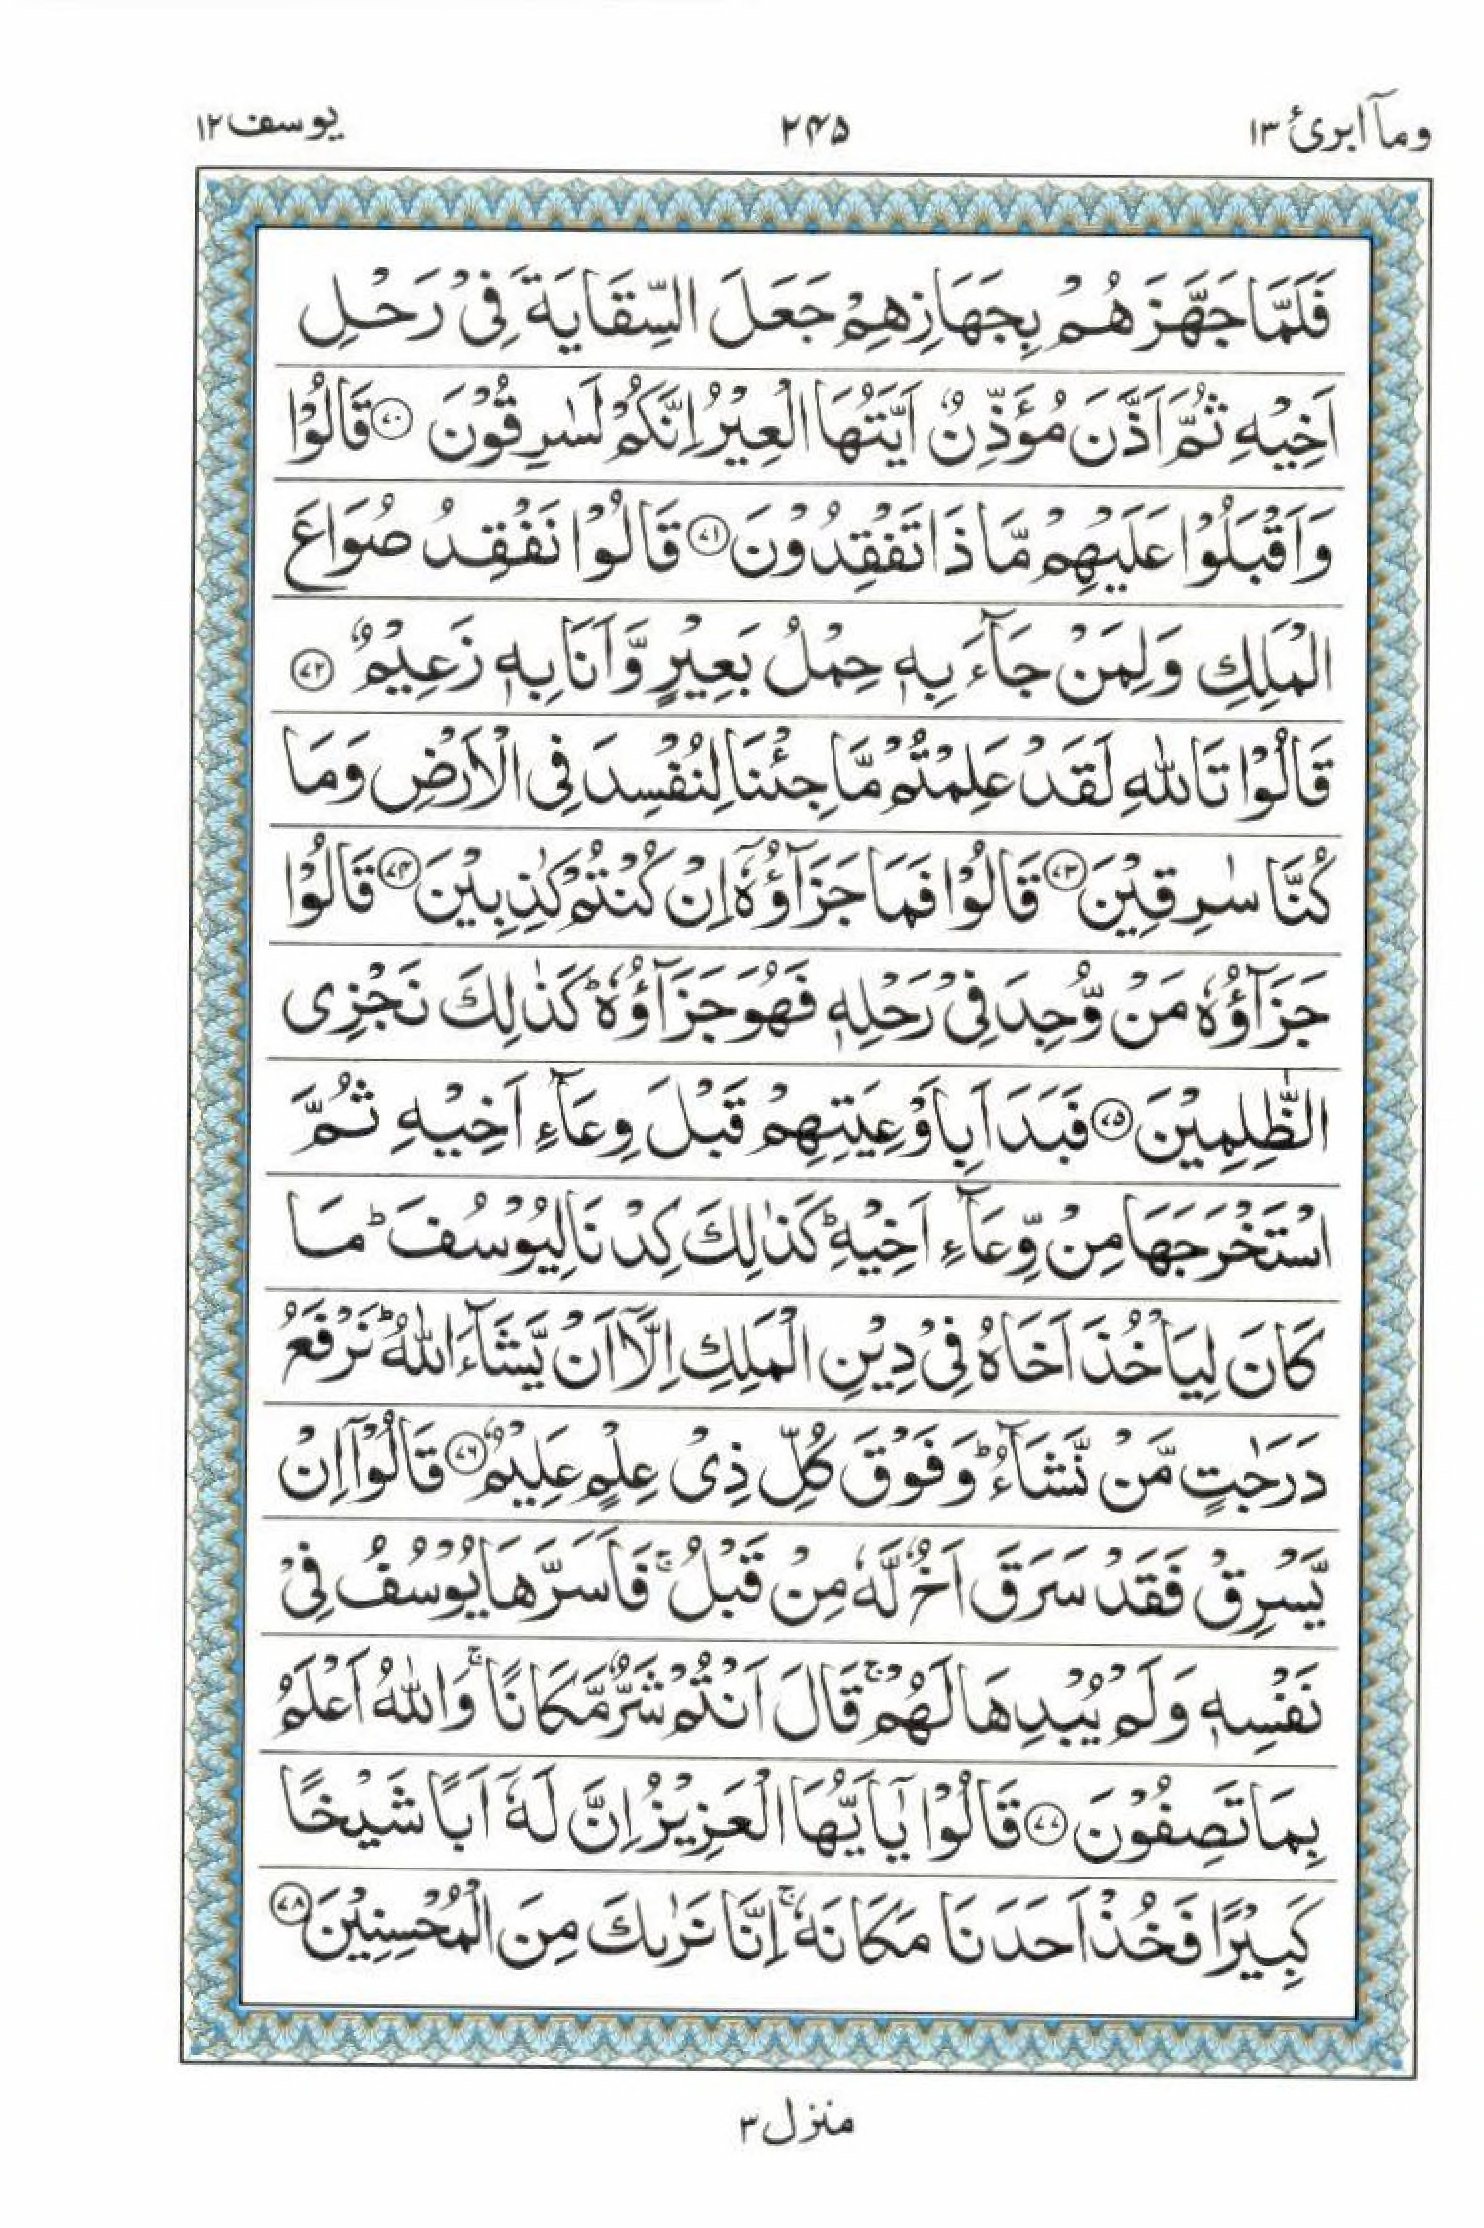 وماۤ ابرئ ۱۳
۲۴۵
یوسف ۱۲
فَلَمَّا جَهَّزَهُمْ بِجَهَازِهِمْ جَعَلَ السِّقَايَةَ فِىْ رَحْلِ
اَخِيْهِ ثُمَّ اَذَّنَ مُؤَذِّنٌ اَيَّتُهَا الْعِيْرُ اِنَّكُمْ لَسٰرِقُوْنَ ﴿۷۰﴾ قَالُوْا
وَاَقْبَلُوْا عَلَيْهِمْ مَّاذَا تَفْقِدُوْنَ ﴿۷۱﴾ قَالُوْا نَفْقِدُ صُوَاعَ
الْمَلِكِ وَلِمَنْ جَآءَ بِهٖ حِمْلُ بَعِيْرٍ وَّاَنَا بِهٖ زَعِيْمٌ ﴿۷۲﴾
قَالُوْا تَاللّٰهِ لَقَدْ عَلِمْتُمْ مَّا جِئْنَا لِنُفْسِدَ فِى الْاَرْضِ وَمَا
كُنَّا سٰرِقِيْنَ ﴿۷۳﴾ قَالُوْا فَمَا جَزَآؤُهٗۤ اِنْ كُنْتُمْ كٰذِبِيْنَ ﴿۷۴﴾ قَالُوْا
جَزَآؤُهٗ مَنْ وُّجِدَ فِىْ رَحْلِهٖ فَهُوَ جَزَآؤُهٗ ؕ كَذٰلِكَ نَجْزِى
الظّٰلِمِيْنَ ﴿۷۵﴾ فَبَدَاَ بِاَوْعِيَتِهِمْ قَبْلَ وِعَآءِ اَخِيْهِ ثُمَّ
اسْتَخْرَجَهَا مِنْ وِّعَآءِ اَخِيْهِ ؕ كَذٰلِكَ كِدْنَا لِيُوْسُفَ ؕ مَا
كَانَ لِيَاْخُذَ اَخَاهُ فِىْ دِيْنِ الْمَلِكِ اِلَّاۤ اَنْ يَّشَآءَ اللّٰهُ ؕ نَرْفَعُ
دَرَجٰتٍ مَّنْ نَّشَآءُ ؕ وَفَوْقَ كُلِّ ذِىْ عِلْمٍ عَلِيْمٌ ﴿۷۶﴾ قَالُوْۤا اِنْ
يَّسْرِقْ فَقَدْ سَرَقَ اَخٌ لَّهٗ مِنْ قَبْلُ ۚ فَاَسَرَّهَا يُوْسُفُ فِىْ
نَفْسِهٖ وَلَمْ يُبْدِهَا لَهُمْ ۚ قَالَ اَنْتُمْ شَرٌّ مَّكَانًا ۚ وَاللّٰهُ اَعْلَمُ
بِمَا تَصِفُوْنَ ﴿۷۷﴾ قَالُوْا يٰۤاَيُّهَا الْعَزِيْزُ اِنَّ لَهٗۤ اَبًا شَيْخًا
كَبِيْرًا فَخُذْ اَحَدَنَا مَكَانَهٗ ۚ اِنَّا نَرٰىكَ مِنَ الْمُحْسِنِيْنَ ﴿۷۸﴾
منزل ۳